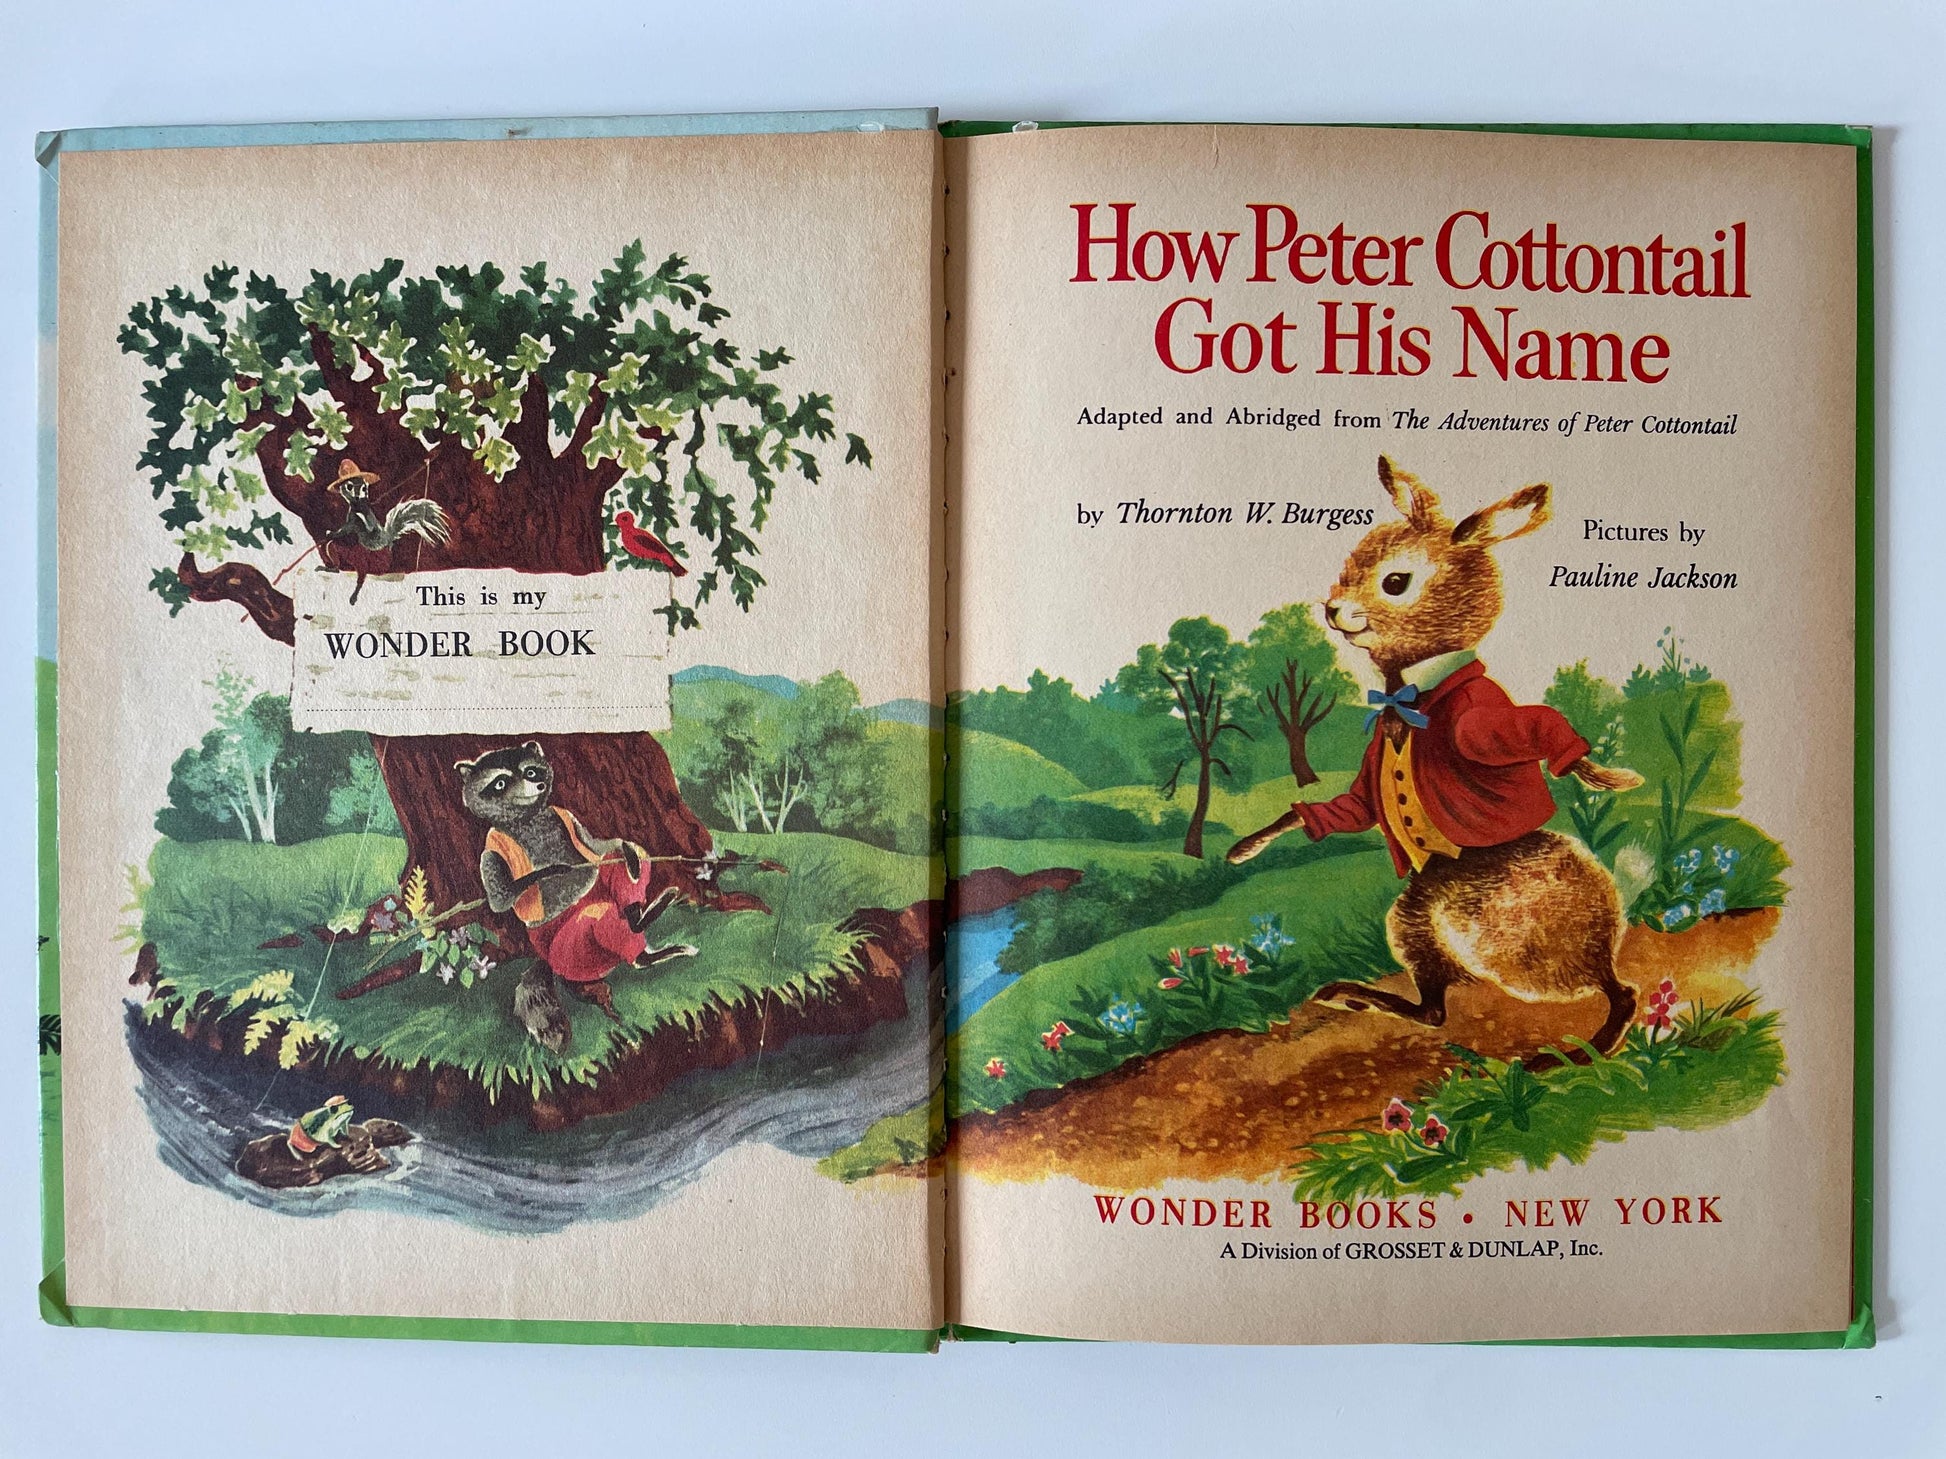 This is my
WONDER BOOK
How Peter Cottontail
Got His Name
Adapted and Abridged from The Adventures of Peter Cottontail
by Thornton W. Burgess
Pictures by
Pauline Jackson
WONDER BOOKS • NEW YORK
A Division of GROSSET & DUNLAP, Inc.